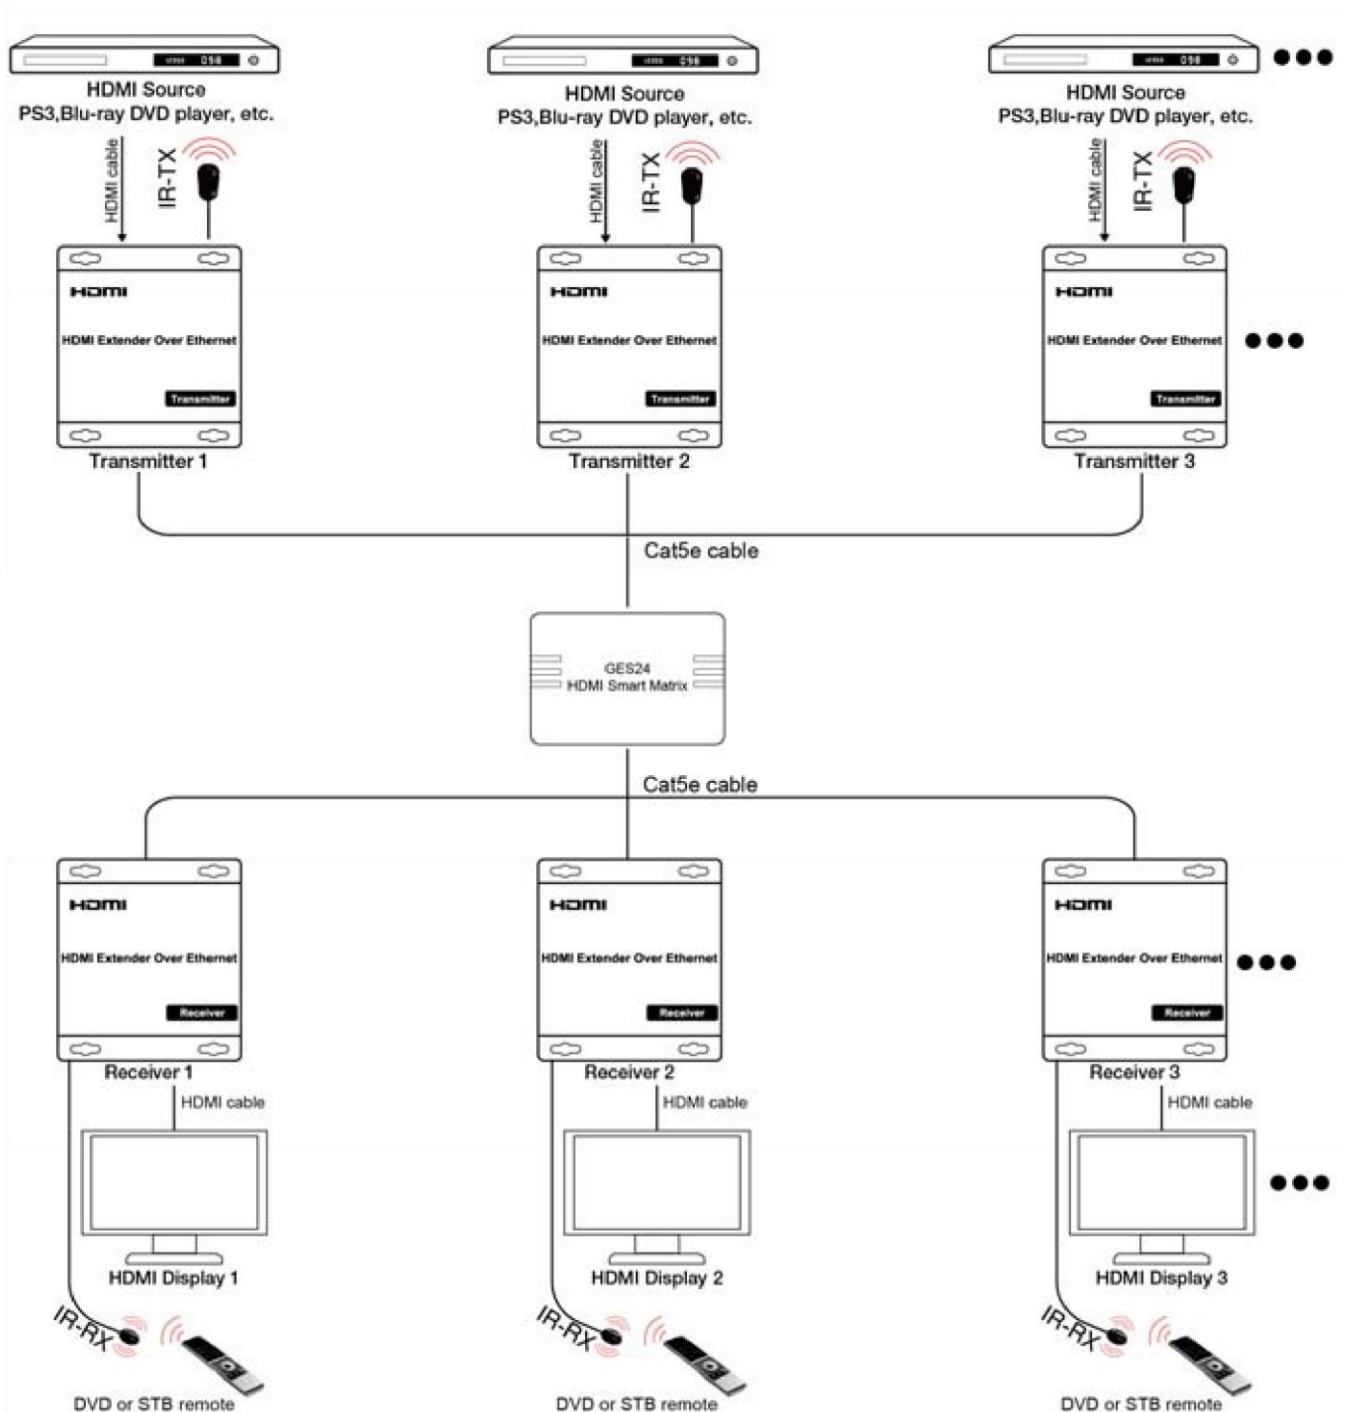 HDMI Source
PS3,Blu-ray DVD player, etc.
HDMI cable
IR-TX
HDMI Source
PS3,Blu-ray DVD player, etc.
HDMI cable
IR-TX
HDMI Source
PS3,Blu-ray DVD player, etc.
HDMI cable
IR-TX
HDMI
HDMI Extender Over Ethernet
Transmitter
Transmitter 1
HDMI
HDMI Extender Over Ethernet
Transmitter
Transmitter 2
HDMI
HDMI Extender Over Ethernet
Transmitter
Transmitter 3
Cat5e cable
GES24
HDMI Smart Matrix
Cat5e cable
HDMI
HDMI Extender Over Ethernet
Receiver
Receiver 1
HDMI cable
HDMI
HDMI Extender Over Ethernet
Receiver
Receiver 2
HDMI cable
HDMI
HDMI Extender Over Ethernet
Receiver
Receiver 3
HDMI cable
HDMI Display 1
IR-RX
DVD or STB remote
HDMI Display 2
IR-RX
DVD or STB remote
HDMI Display 3
IR-RX
DVD or STB remote